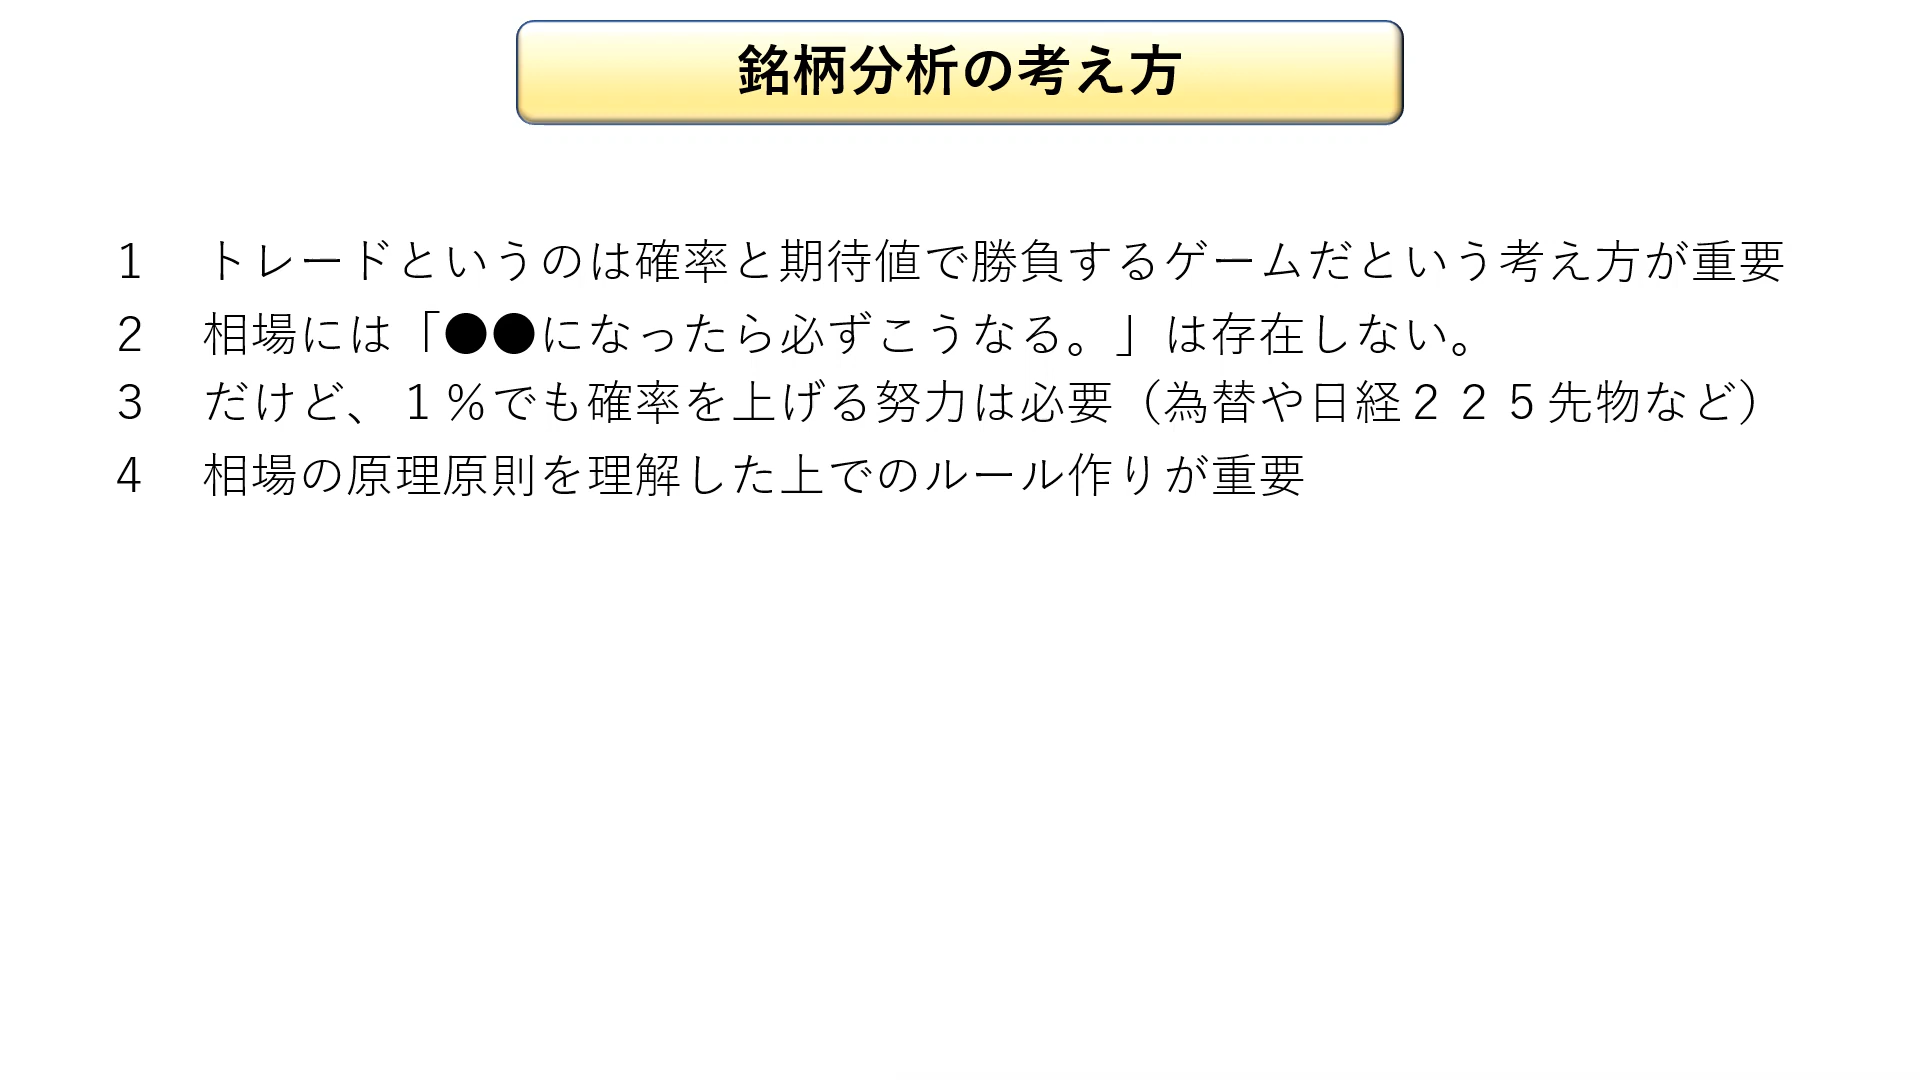 銘柄分析の考え方
1　トレードというのは確率と期待値で勝負するゲームだという考え方が重要
2　相場には「●●になったら必ずこうなる。」は存在しない。
3　だけど、１％でも確率を上げる努力は必要（為替や日経２２５先物など）
4　相場の原理原則を理解した上でのルール作りが重要